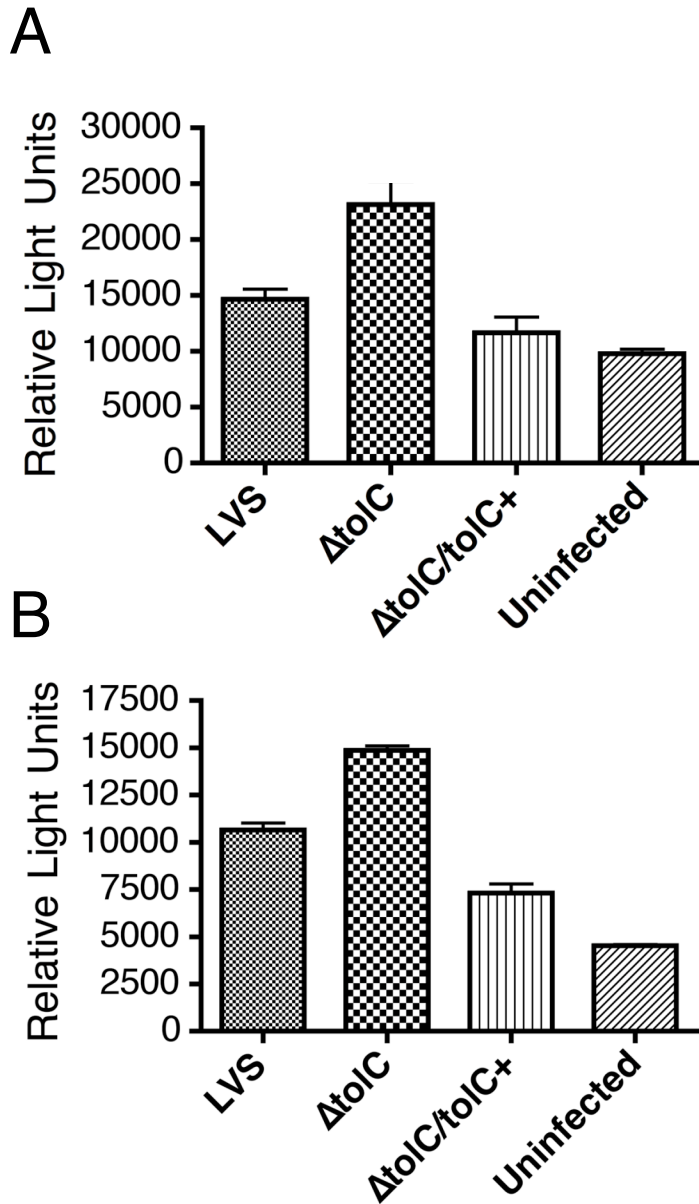 A
Relative Light Units
30000
25000
20000
15000
10000
5000
0
LVS
ΔtolC
ΔtolC/tolC+
Uninfected
B
Relative Light Units
17500
15000
12500
10000
7500
5000
2500
0
LVS
ΔtolC
ΔtolC/tolC+
Uninfected